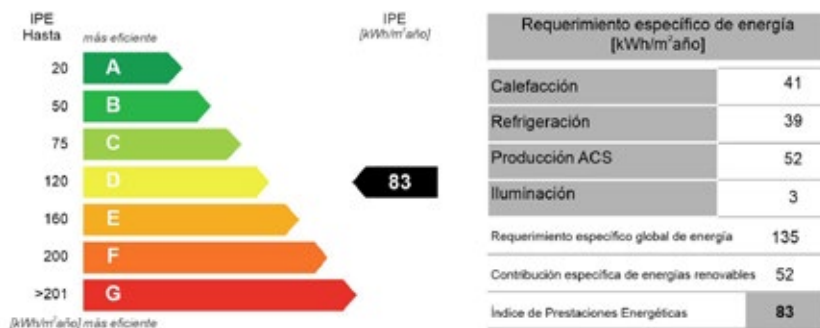 IPE
Hasta
más eficiente
IPE
[kWh/m²año]
20 A
50 B
75 C
120 D 83
160 E
200 F
>201 G
[kWh/m²año] más eficiente
Requerimiento específico de energía
[kWh/m²año]
Calefacción 41
Refrigeración 39
Producción ACS 52
Iluminación 3
Requerimiento específico global de energía 135
Contribución específica de energías renovables 52
Índice de Prestaciones Energéticas 83